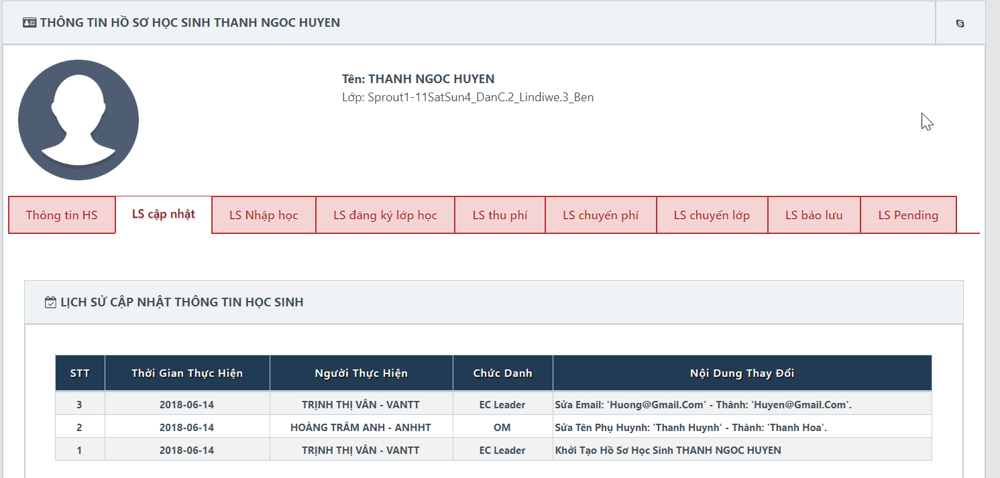 THÔNG TIN HỒ SƠ HỌC SINH THANH NGOC HUYEN
Tên: THANH NGOC HUYEN
Lớp: Sprout1-11SatSun4_DanC.2_Lindiwe.3_Ben
Thông tin HS LS cập nhật LS Nhập học LS đăng ký lớp học LS thu phí LS chuyển phí LS chuyển lớp LS bảo lưu LS Pending
LỊCH SỬ CẬP NHẬT THÔNG TIN HỌC SINH
STT Thời Gian Thực Hiện Người Thực Hiện Chức Danh Nội Dung Thay Đổi
3 2018-06-14 TRỊNH THỊ VÂN - VANTT EC Leader Sửa Email: 'Huong@Gmail.Com' - Thành: 'Huyen@Gmail.Com'.
2 2018-06-14 HOÀNG TRÂM ANH - ANHHT OM Sửa Tên Phụ Huynh: 'Thanh Huynh' - Thành: 'Thanh Hoa'.
1 2018-06-14 TRỊNH THỊ VÂN - VANTT EC Leader Khởi Tạo Hồ Sơ Học Sinh THANH NGOC HUYEN